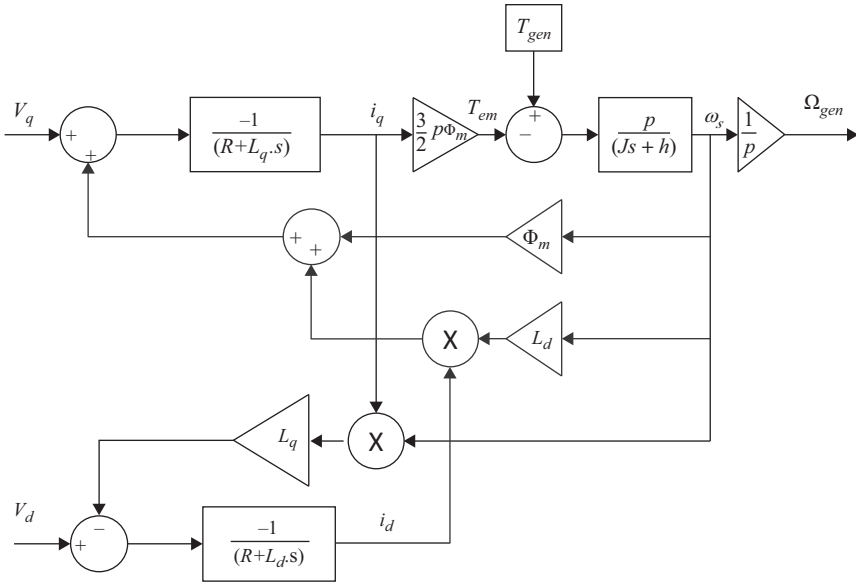 T_gen
V_q
+
+
–1
(R+L_q.s)
i_q
3
2
pΦ_m
T_em
+
–
p
(Js + h)
ω_s
1
p
Ω_gen
+
+
Φ_m
X
L_d
L_q
X
V_d
+
–
–1
(R+L_d.s)
i_d